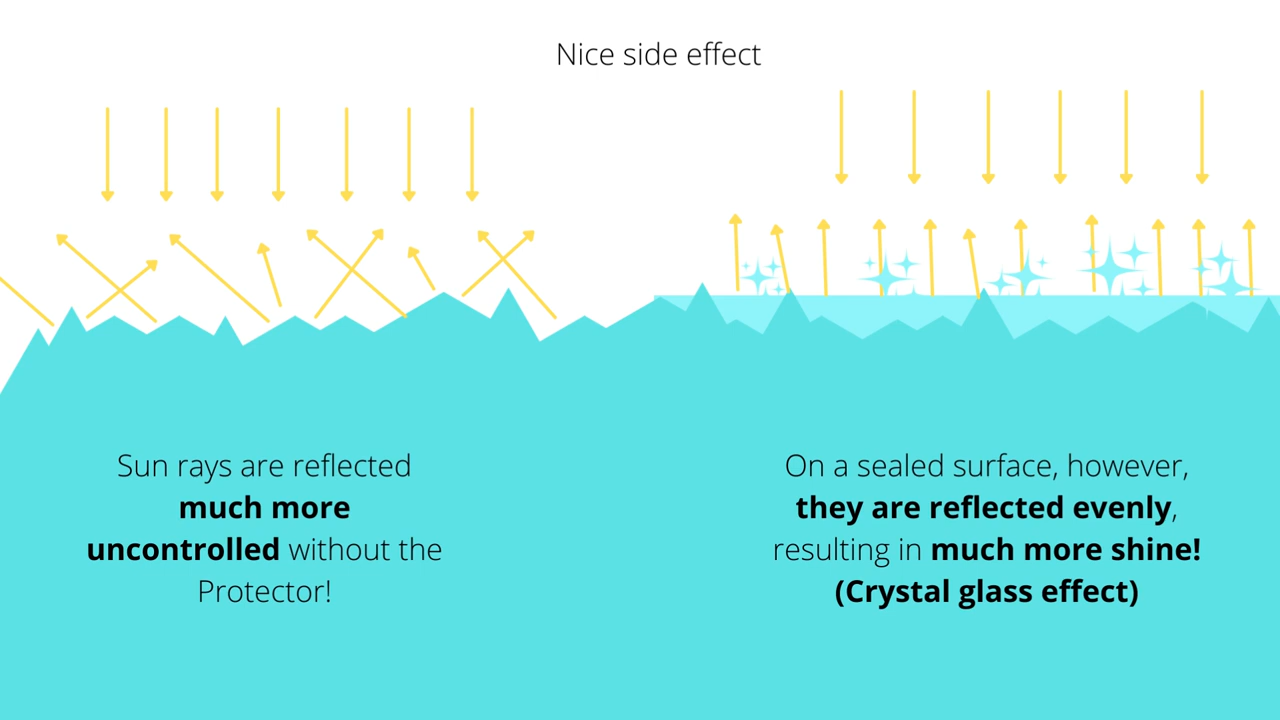 Nice side effect
Sun rays are reflected
much more
uncontrolled without the
Protector!
On a sealed surface, however,
they are reflected evenly,
resulting in much more shine!
(Crystal glass effect)